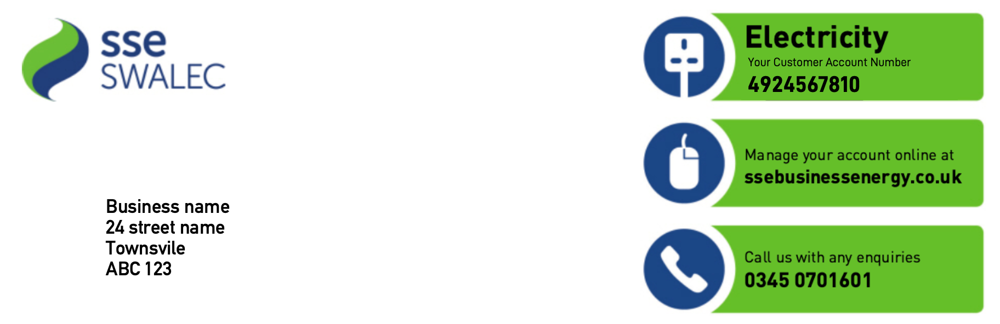 sse
SWALEC
Electricity
Your Customer Account Number
4924567810
Manage your account online at
ssebusinessenergy.co.uk
Business name
24 street name
Townsvile
ABC 123
Call us with any enquiries
0345 0701601